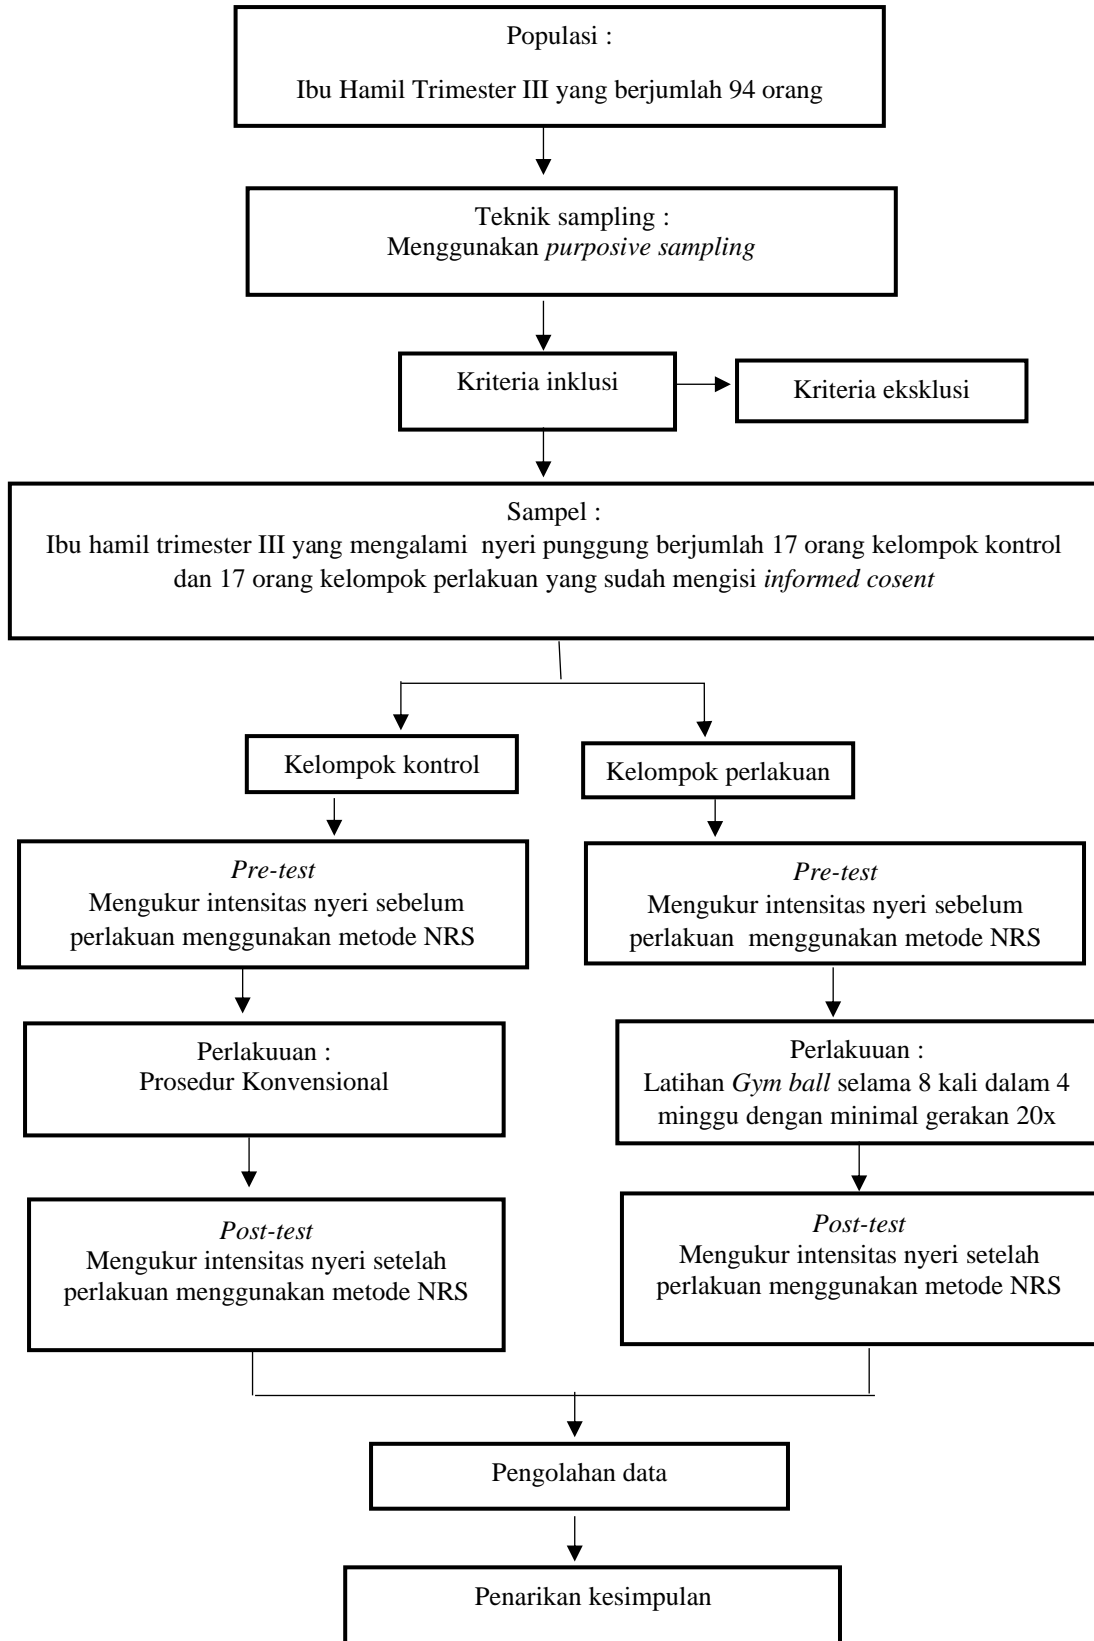 Populasi :
Ibu Hamil Trimester III yang berjumlah 94 orang
Teknik sampling :
Menggunakan purposive sampling
Kriteria inklusi
Kriteria eksklusi
Sampel :
Ibu hamil trimester III yang mengalami nyeri punggung berjumlah 17 orang kelompok kontrol
dan 17 orang kelompok perlakuan yang sudah mengisi informed cosent
Kelompok kontrol
Kelompok perlakuan
Pre-test
Mengukur intensitas nyeri sebelum
perlakuan menggunakan metode NRS
Pre-test
Mengukur intensitas nyeri sebelum
perlakuan menggunakan metode NRS
Perlakuuan :
Prosedur Konvensional
Perlakuuan :
Latihan Gym ball selama 8 kali dalam 4
minggu dengan minimal gerakan 20x
Post-test
Mengukur intensitas nyeri setelah
perlakuan menggunakan metode NRS
Post-test
Mengukur intensitas nyeri setelah
perlakuan menggunakan metode NRS
Pengolahan data
Penarikan kesimpulan